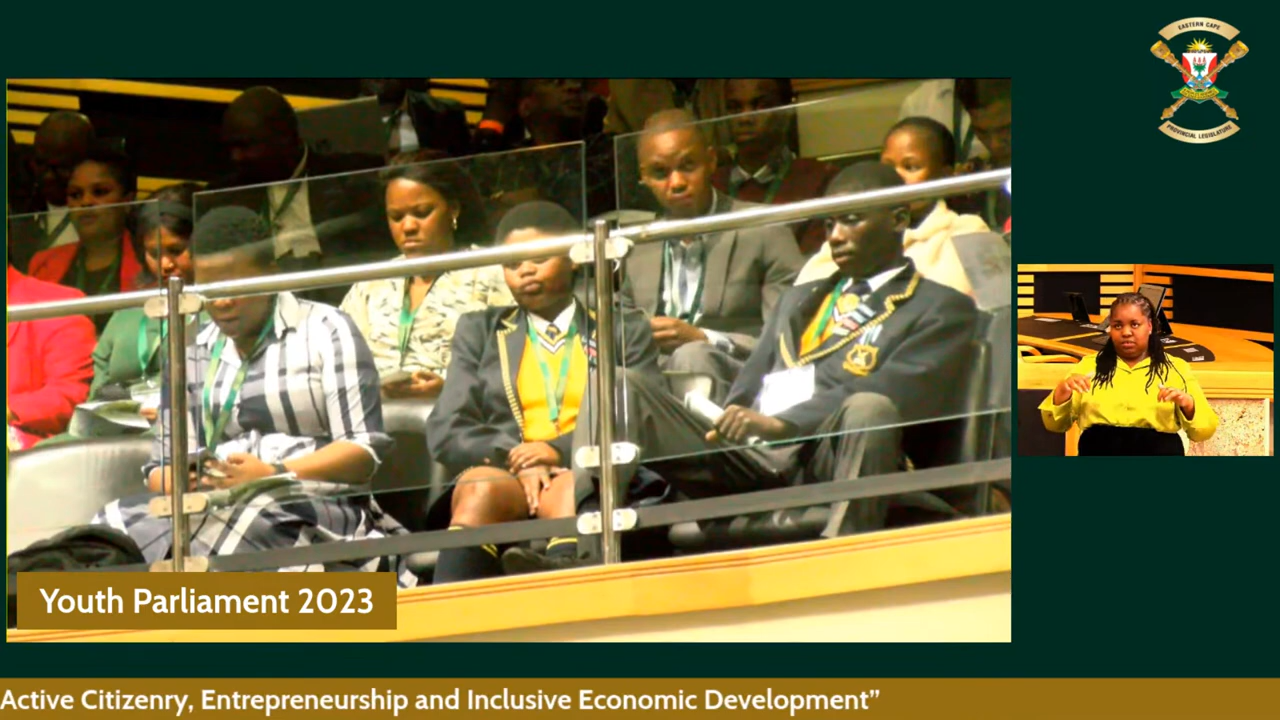 EASTERN CAPE
PROVINCIAL LEGISLATURE
Youth Parliament 2023
Active Citizenry, Entrepreneurship and Inclusive Economic Development”